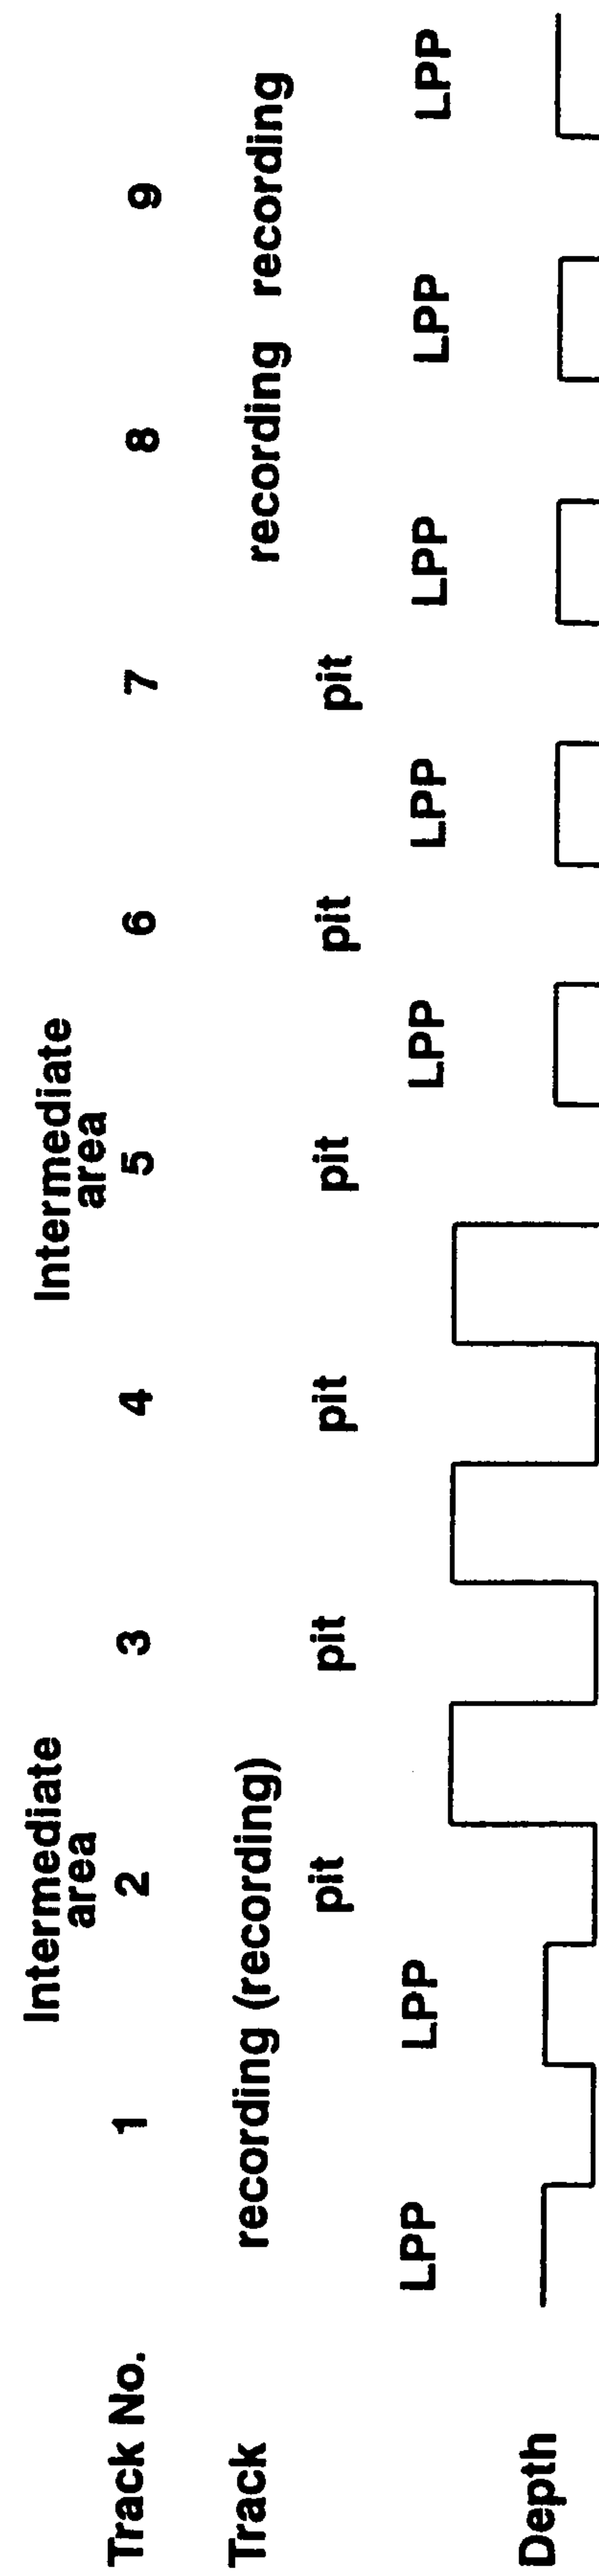 Intermediate area Intermediate area
Track No. 1 2 3 4 5 6 7 8 9
Track recording (recording) recording recording
pit pit pit pit pit pit
LPP LPP LPP LPP LPP LPP LPP
Depth